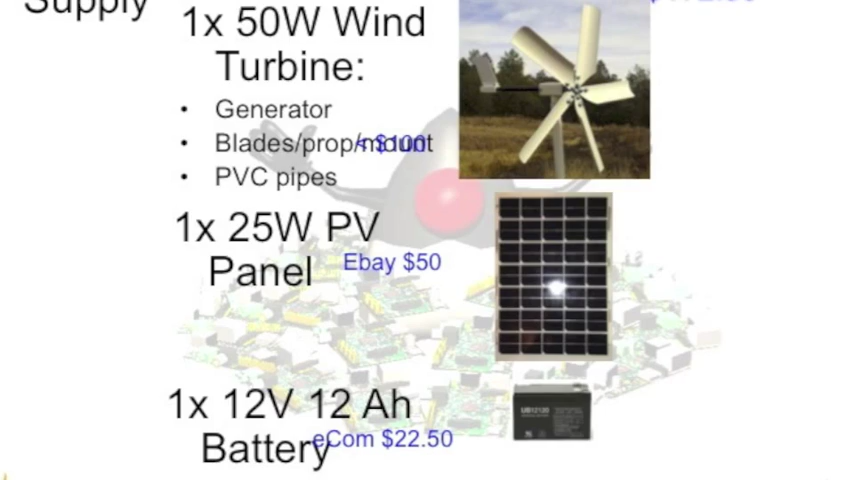 Supply
1x 50W Wind
Turbine:
• Generator
• Blades/prop/mount
< $100
• PVC pipes
1x 25W PV
Panel
Ebay $50
1x 12V 12 Ah
Battery
eCom $22.50
UB12120